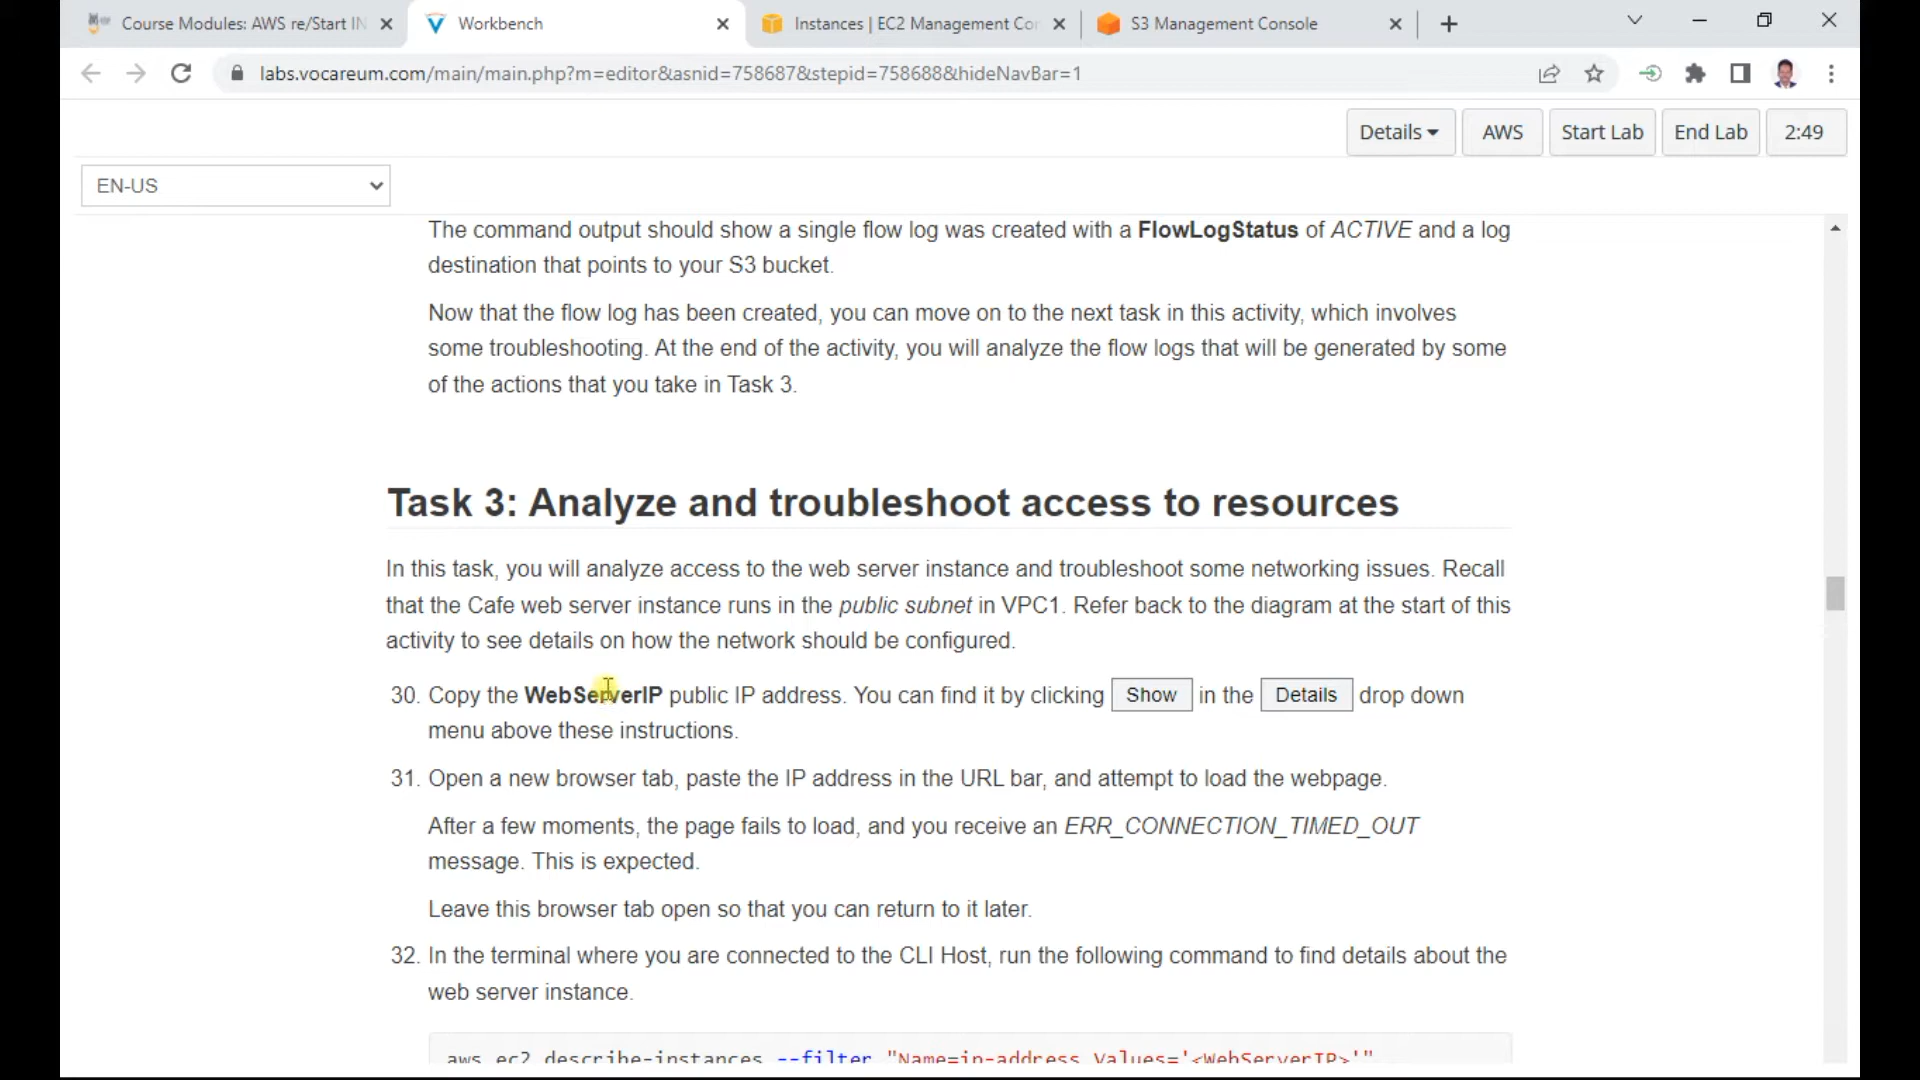 Course Modules: AWS re/Start IN
Workbench
Instances | EC2 Management Con
S3 Management Console
labs.vocareum.com/main/main.php?m=editor&asnid=758687&stepid=758688&hideNavBar=1
Details
AWS
Start Lab
End Lab
2:49
EN-US
The command output should show a single flow log was created with a FlowLogStatus of ACTIVE and a log
destination that points to your S3 bucket.
Now that the flow log has been created, you can move on to the next task in this activity, which involves
some troubleshooting. At the end of the activity, you will analyze the flow logs that will be generated by some
of the actions that you take in Task 3.
Task 3: Analyze and troubleshoot access to resources
In this task, you will analyze access to the web server instance and troubleshoot some networking issues. Recall
that the Cafe web server instance runs in the public subnet in VPC1. Refer back to the diagram at the start of this
activity to see details on how the network should be configured.
30. Copy the WebServerIP public IP address. You can find it by clicking Show in the Details drop down
menu above these instructions.
31. Open a new browser tab, paste the IP address in the URL bar, and attempt to load the webpage.
After a few moments, the page fails to load, and you receive an ERR_CONNECTION_TIMED_OUT
message. This is expected.
Leave this browser tab open so that you can return to it later.
32. In the terminal where you are connected to the CLI Host, run the following command to find details about the
web server instance.
aws ec2 describe-instances --filter "Name=ip-address,Values='<WebServerIP>'"